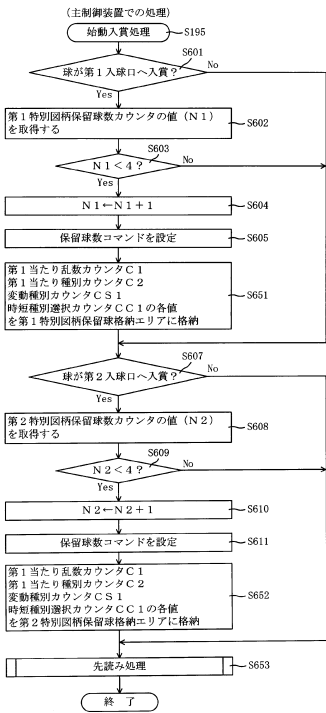 (主制御装置での処理)
始動入賞処理
S195
S601
球が第1入球口へ入賞?
No
Yes
第1特別図柄保留球数カウンタの値(N1)
を取得する
S602
S603
N1<4?
No
Yes
N1←N1+1
S604
保留球数コマンドを設定
S605
第1当たり乱数カウンタC1
第1当たり種別カウンタC2
変動種別カウンタCS1
時短種別選択カウンタCC1の各値
を第1特別図柄保留球格納エリアに格納
S651
S607
球が第2入球口へ入賞?
No
Yes
第2特別図柄保留球数カウンタの値(N2)
を取得する
S608
S609
N2<4?
No
Yes
N2←N2+1
S610
保留球数コマンドを設定
S611
第1当たり乱数カウンタC1
第1当たり種別カウンタC2
変動種別カウンタCS1
時短種別選択カウンタCC1の各値
を第2特別図柄保留球格納エリアに格納
S652
先読み処理
S653
終 了